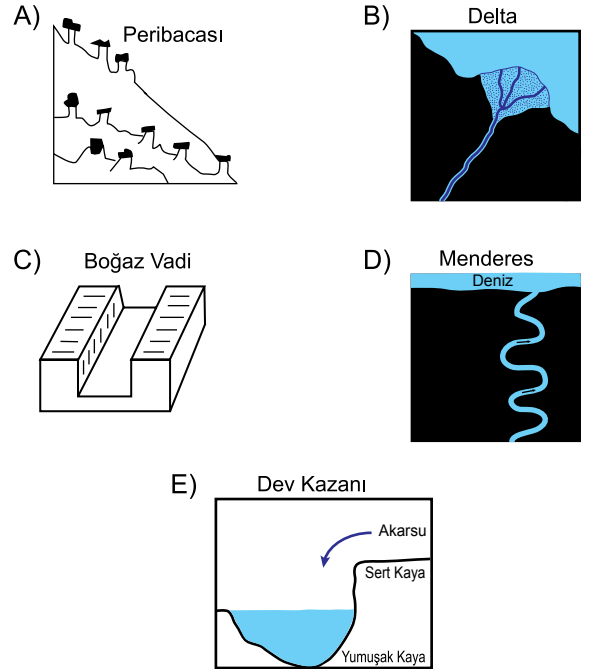 A)
Peribacası
B)
Delta
C)
Boğaz Vadi
D)
Menderes
Deniz
E)
Dev Kazanı
Akarsu
Sert Kaya
Yumuşak Kaya